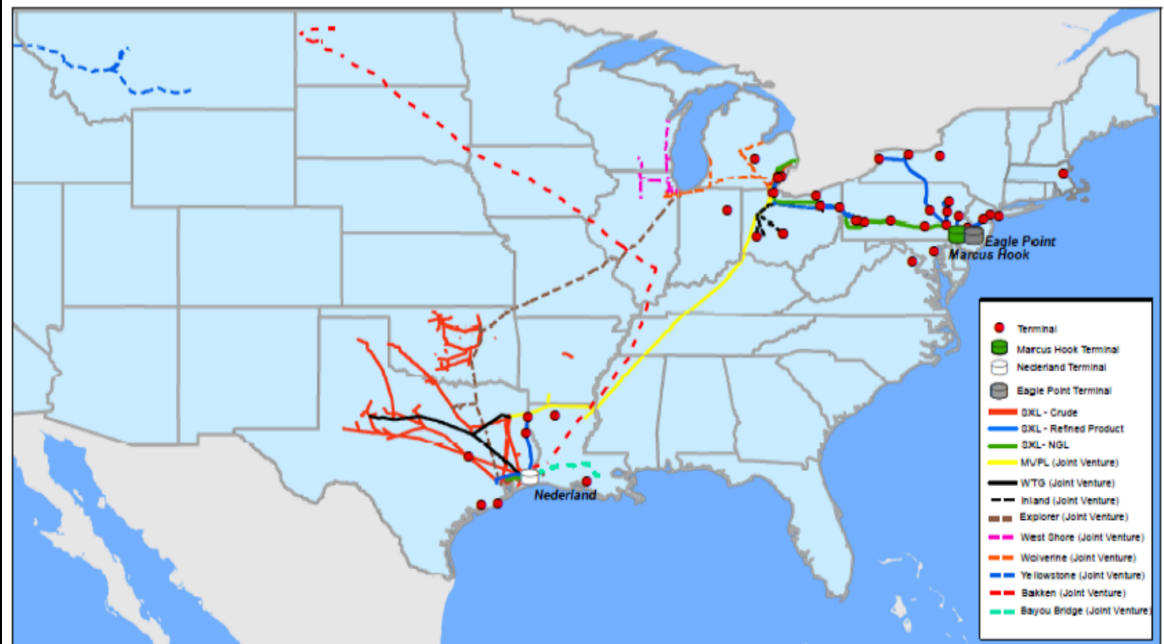 Eagle Point
Marcus Hook
Nederland
Terminal
Marcus Hook Terminal
Nederland Terminal
Eagle Point Terminal
SXL - Crude
SXL - Refined Product
SXL- NGL
MVPL (Joint Venture)
WTG (Joint Venture)
Inland (Joint Venture)
Explorer (Joint Venture)
West Shore (Joint Venture)
Wolverine (Joint Venture)
Yellowstone (Joint Venture)
Bakken (Joint Venture)
Bayou Bridge (Joint Venture)